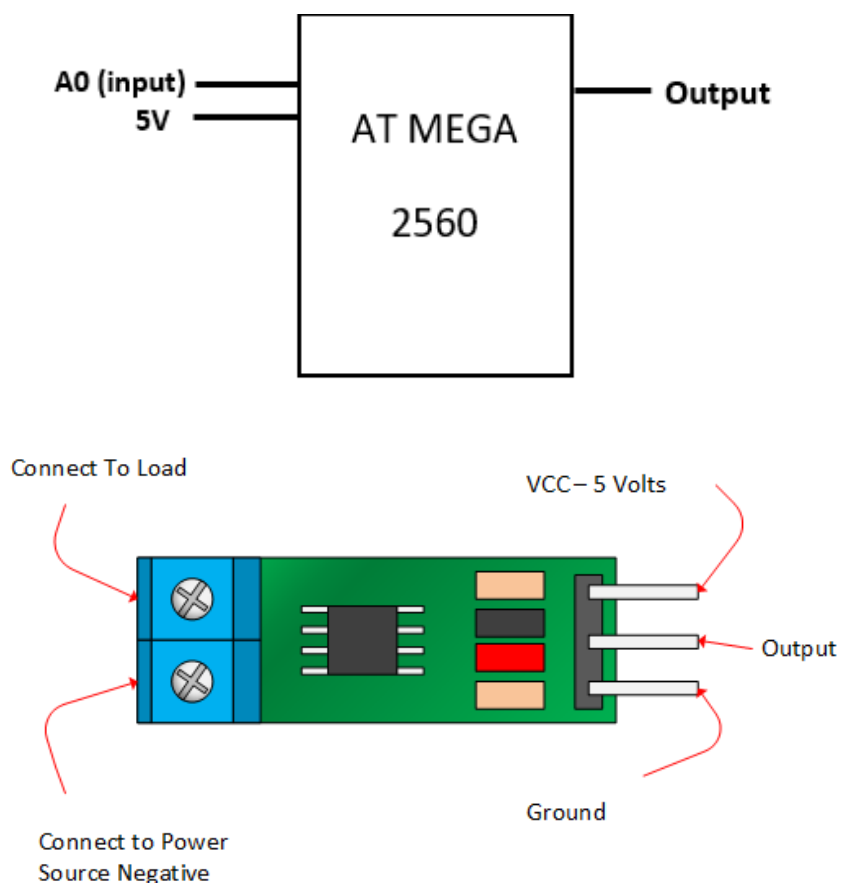 A0 (input)
5V
AT MEGA
2560
Output
Connect To Load
VCC – 5 Volts
Output
Ground
Connect to Power
Source Negative